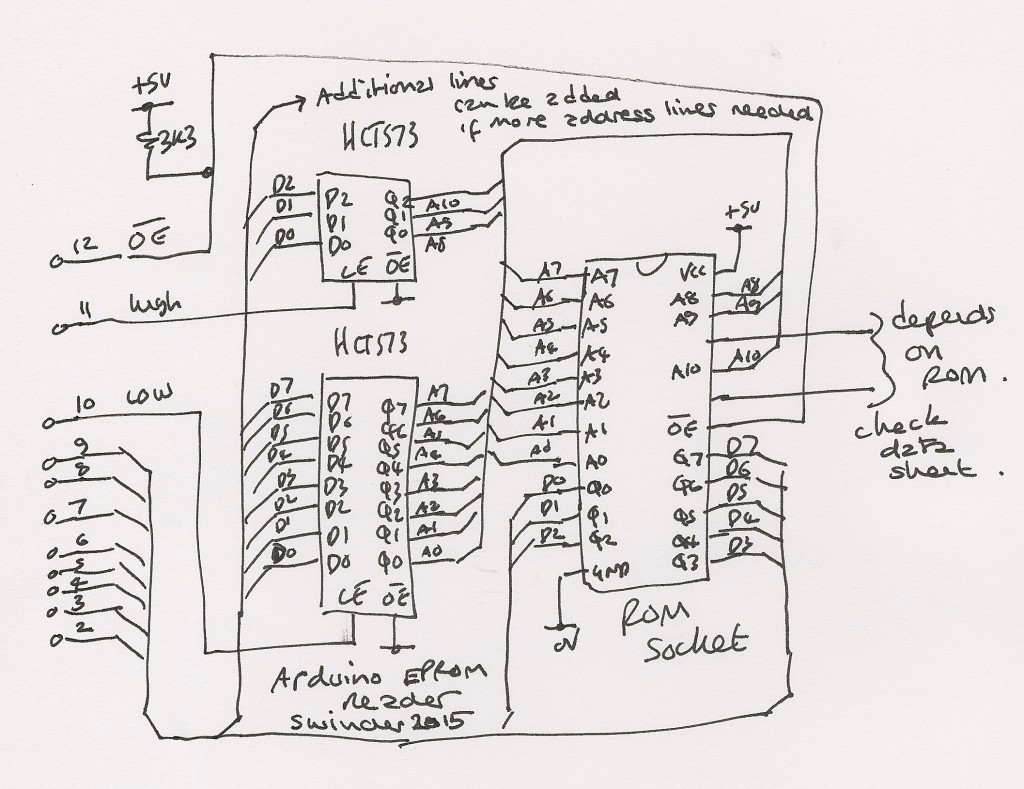 +5V
3K3
Additional lines
can be added
if more address lines needed
HCT573
12 OE
11 high
D2
D1
D0
D2
D1
D0
Q2
Q1
Q0
LE OE
A10
A9
A8
HCT573
10 LOW
9
8
7
6
5
4
3
2
D7
D6
D5
D4
D3
D2
D1
D0
D7
D6
D5
D4
D3
D2
D1
D0
Q7
Q6
Q5
Q4
Q3
Q2
Q1
Q0
LE OE
A7
A6
A5
A4
A3
A2
A1
A0
+5V
A7
A6
A5
A4
A3
A2
A1
A0
D0
D1
D2
A7
A6
A5
A4
A3
A2
A1
A0
Q0
Q1
Q2
GND
0V
Vcc
A8
A9
A10
OE
Q7
Q6
Q5
Q4
Q3
A8
A9
A10
D7
D6
D5
D4
D3
depends
on
ROM.
check
data
sheet.
ROM
Socket
Arduino EPROM
reader
swinder 2015